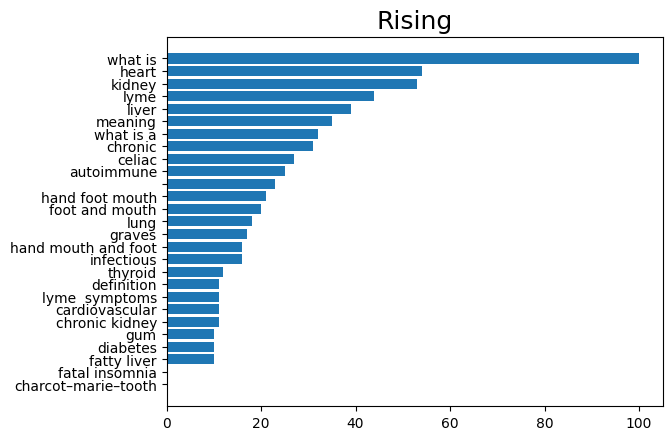 Rising
what is
heart
kidney
lyme
liver
meaning
what is a
chronic
celiac
autoimmune
hand foot mouth
foot and mouth
lung
graves
hand mouth and foot
infectious
thyroid
definition
lyme  symptoms
cardiovascular
chronic kidney
gum
diabetes
fatty liver
fatal insomnia
charcot–marie–tooth
0 20 40 60 80 100